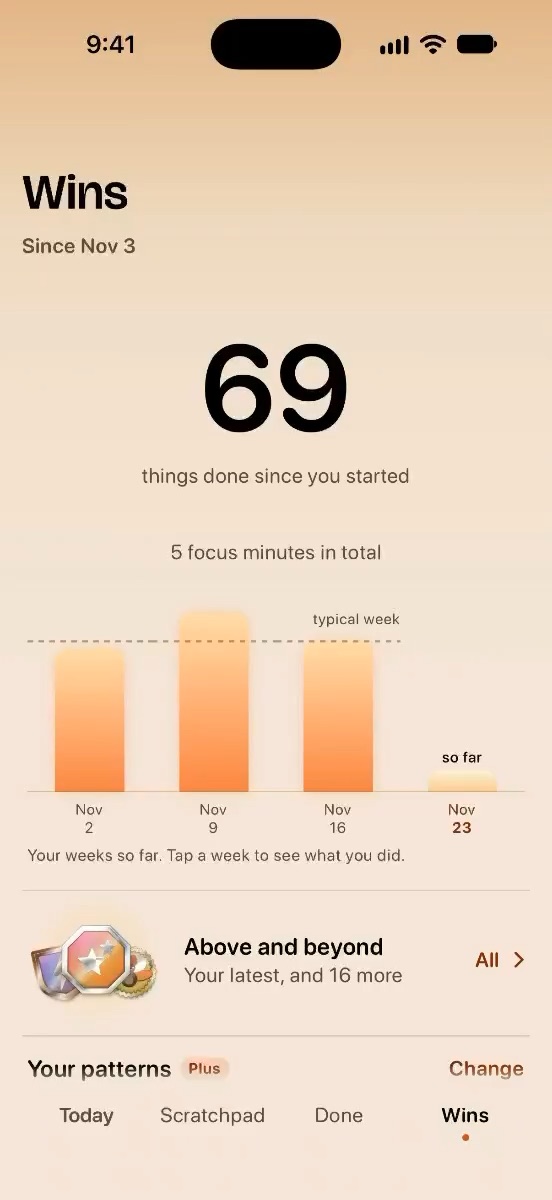 9:41
Wins
Since Nov 3
69
things done since you started
5 focus minutes in total
typical week
so far
Nov
2
Nov
9
Nov
16
Nov
23
Your weeks so far. Tap a week to see what you did.
Above and beyond
Your latest, and 16 more
All
Your patterns Plus
Change
Today Scratchpad Done Wins